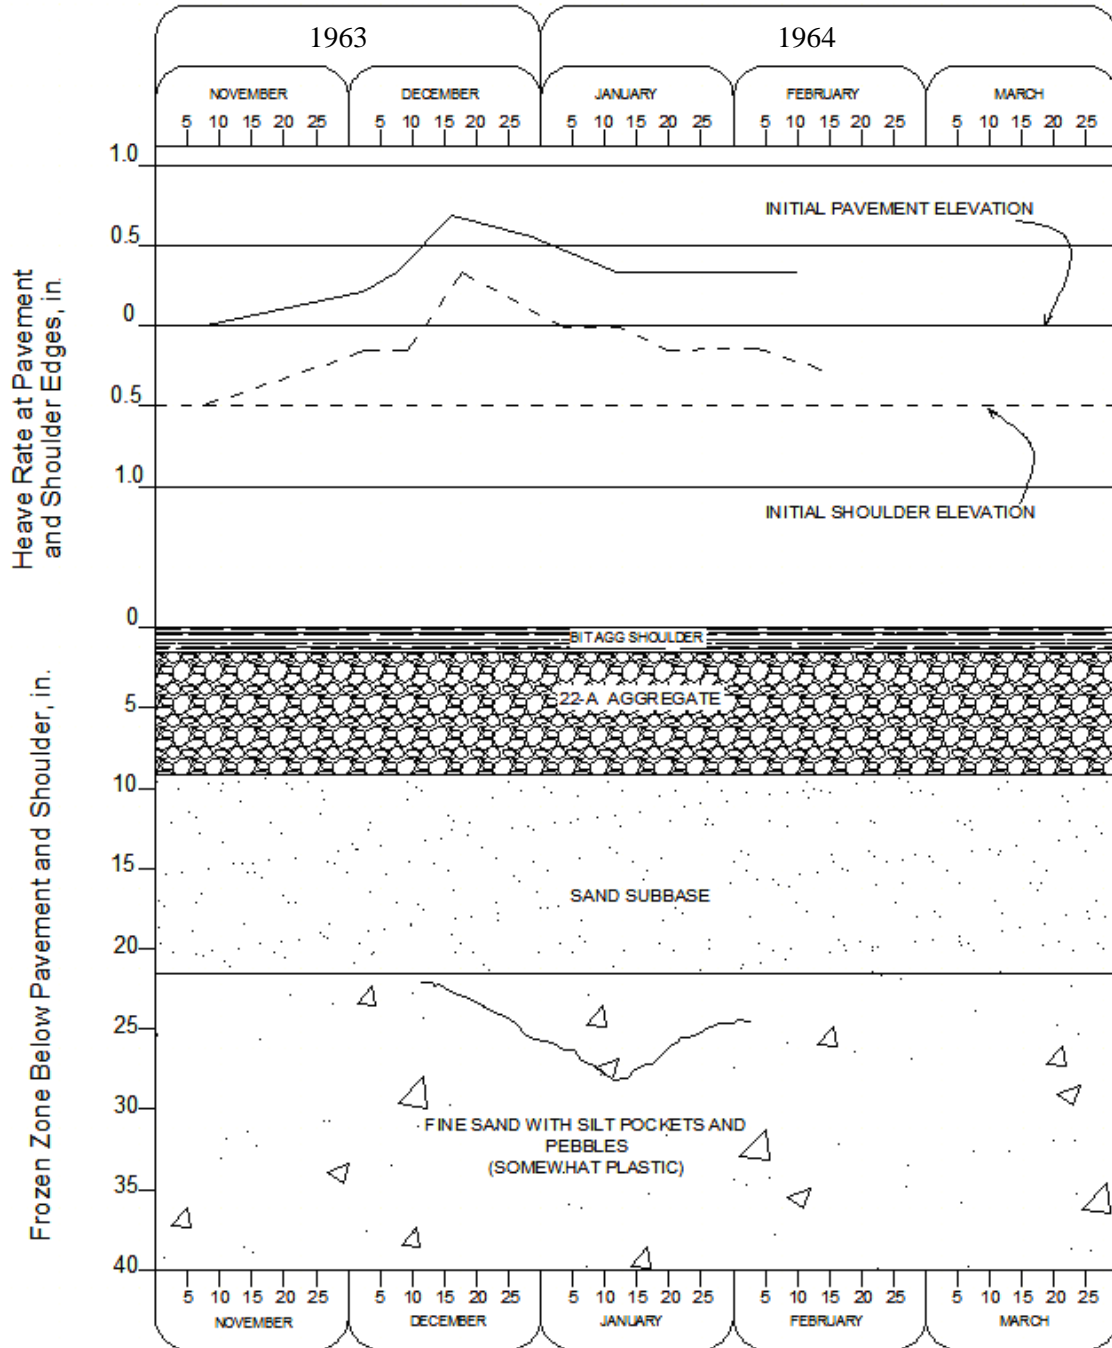 1963 1964
NOVEMBER DECEMBER JANUARY FEBRUARY MARCH
5 10 15 20 25 5 10 15 20 25 5 10 15 20 25 5 10 15 20 25 5 10 15 20 25
1.0
INITIAL PAVEMENT ELEVATION
0.5
0
0.5
1.0
INITIAL SHOULDER ELEVATION
Heave Rate at Pavement
and Shoulder Edges, in.
0
BIT AGG SHOULDER
22-A AGGREGATE
5
10
15
SAND SUBBASE
20
25
30
FINE SAND WITH SILT POCKETS AND
PEBBLES
(SOMEW.HAT PLASTIC)
35
40
Frozen Zone Below Pavement and Shoulder, in.
5 10 15 20 25 5 10 15 20 25 5 10 15 20 25 5 10 15 20 25 5 10 15 20 25
NOVEMBER DECEMBER JANUARY FEBRUARY MARCH